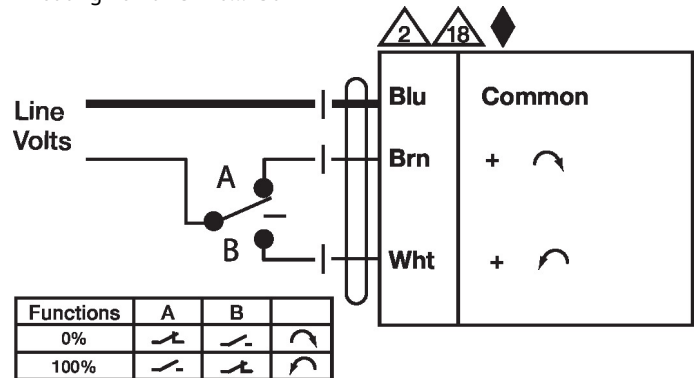 2 18
Line
Volts
Blu Common
Brn +
Wht +
A
B
Functions A B
0%
100%